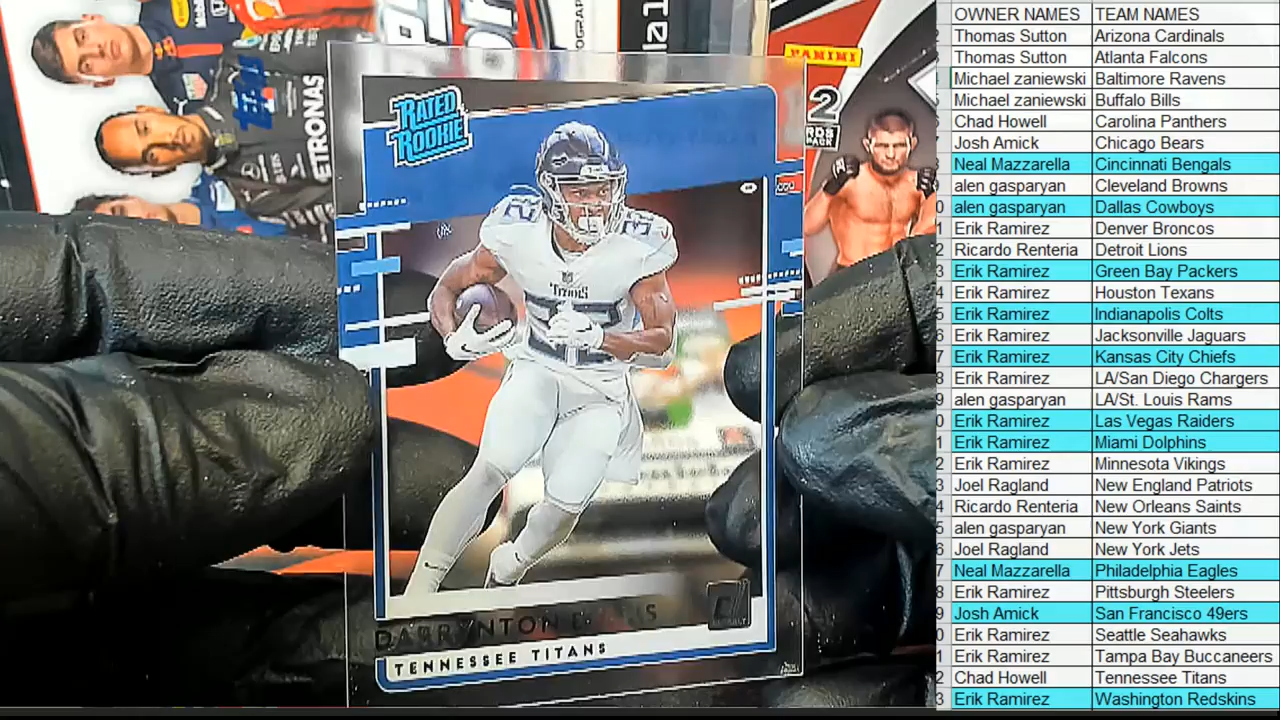 PETRONAS
PANINI
2
RDS
PACK
RATED
ROOKIE
TITANS
32
TENNESSEE TITANS
OWNER NAMES TEAM NAMES
Thomas Sutton Arizona Cardinals
Thomas Sutton Atlanta Falcons
Michael zaniewski Baltimore Ravens
Michael zaniewski Buffalo Bills
Chad Howell Carolina Panthers
Josh Amick Chicago Bears
Neal Mazzarella Cincinnati Bengals
alen gasparyan Cleveland Browns
alen gasparyan Dallas Cowboys
Erik Ramirez Denver Broncos
Ricardo Renteria Detroit Lions
Erik Ramirez Green Bay Packers
Erik Ramirez Houston Texans
Erik Ramirez Indianapolis Colts
Erik Ramirez Jacksonville Jaguars
Erik Ramirez Kansas City Chiefs
Erik Ramirez LA/San Diego Chargers
alen gasparyan LA/St. Louis Rams
Erik Ramirez Las Vegas Raiders
Erik Ramirez Miami Dolphins
Erik Ramirez Minnesota Vikings
Joel Ragland New England Patriots
Ricardo Renteria New Orleans Saints
alen gasparyan New York Giants
Joel Ragland New York Jets
Neal Mazzarella Philadelphia Eagles
Erik Ramirez Pittsburgh Steelers
Josh Amick San Francisco 49ers
Erik Ramirez Seattle Seahawks
Erik Ramirez Tampa Bay Buccaneers
Chad Howell Tennessee Titans
Erik Ramirez Washington Redskins